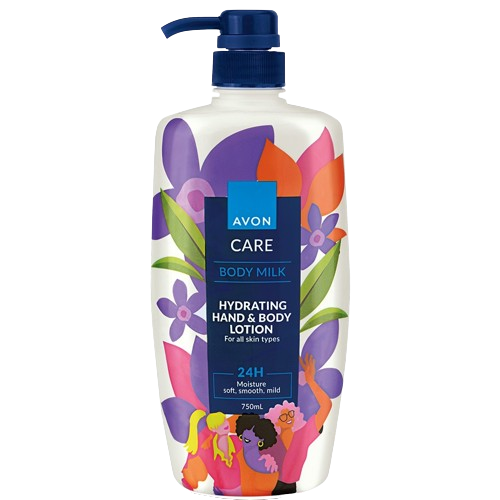 AVON
CARE
BODY MILK
HYDRATING
HAND & BODY
LOTION
For all skin types
24H
Moisture
soft, smooth, mild
750mL